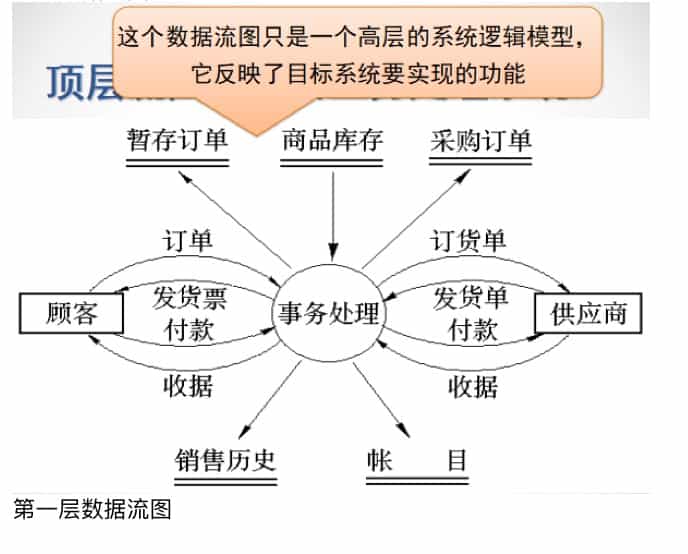 这个数据流图只是一个高层的系统逻辑模型，
它反映了目标系统要实现的功能
顶层
暂存订单 商品库存 采购订单
订单 订货单
发货票 发货单
顾客 事务处理 供应商
付款 付款
收据 收据
销售历史 帐 目
第一层数据流图